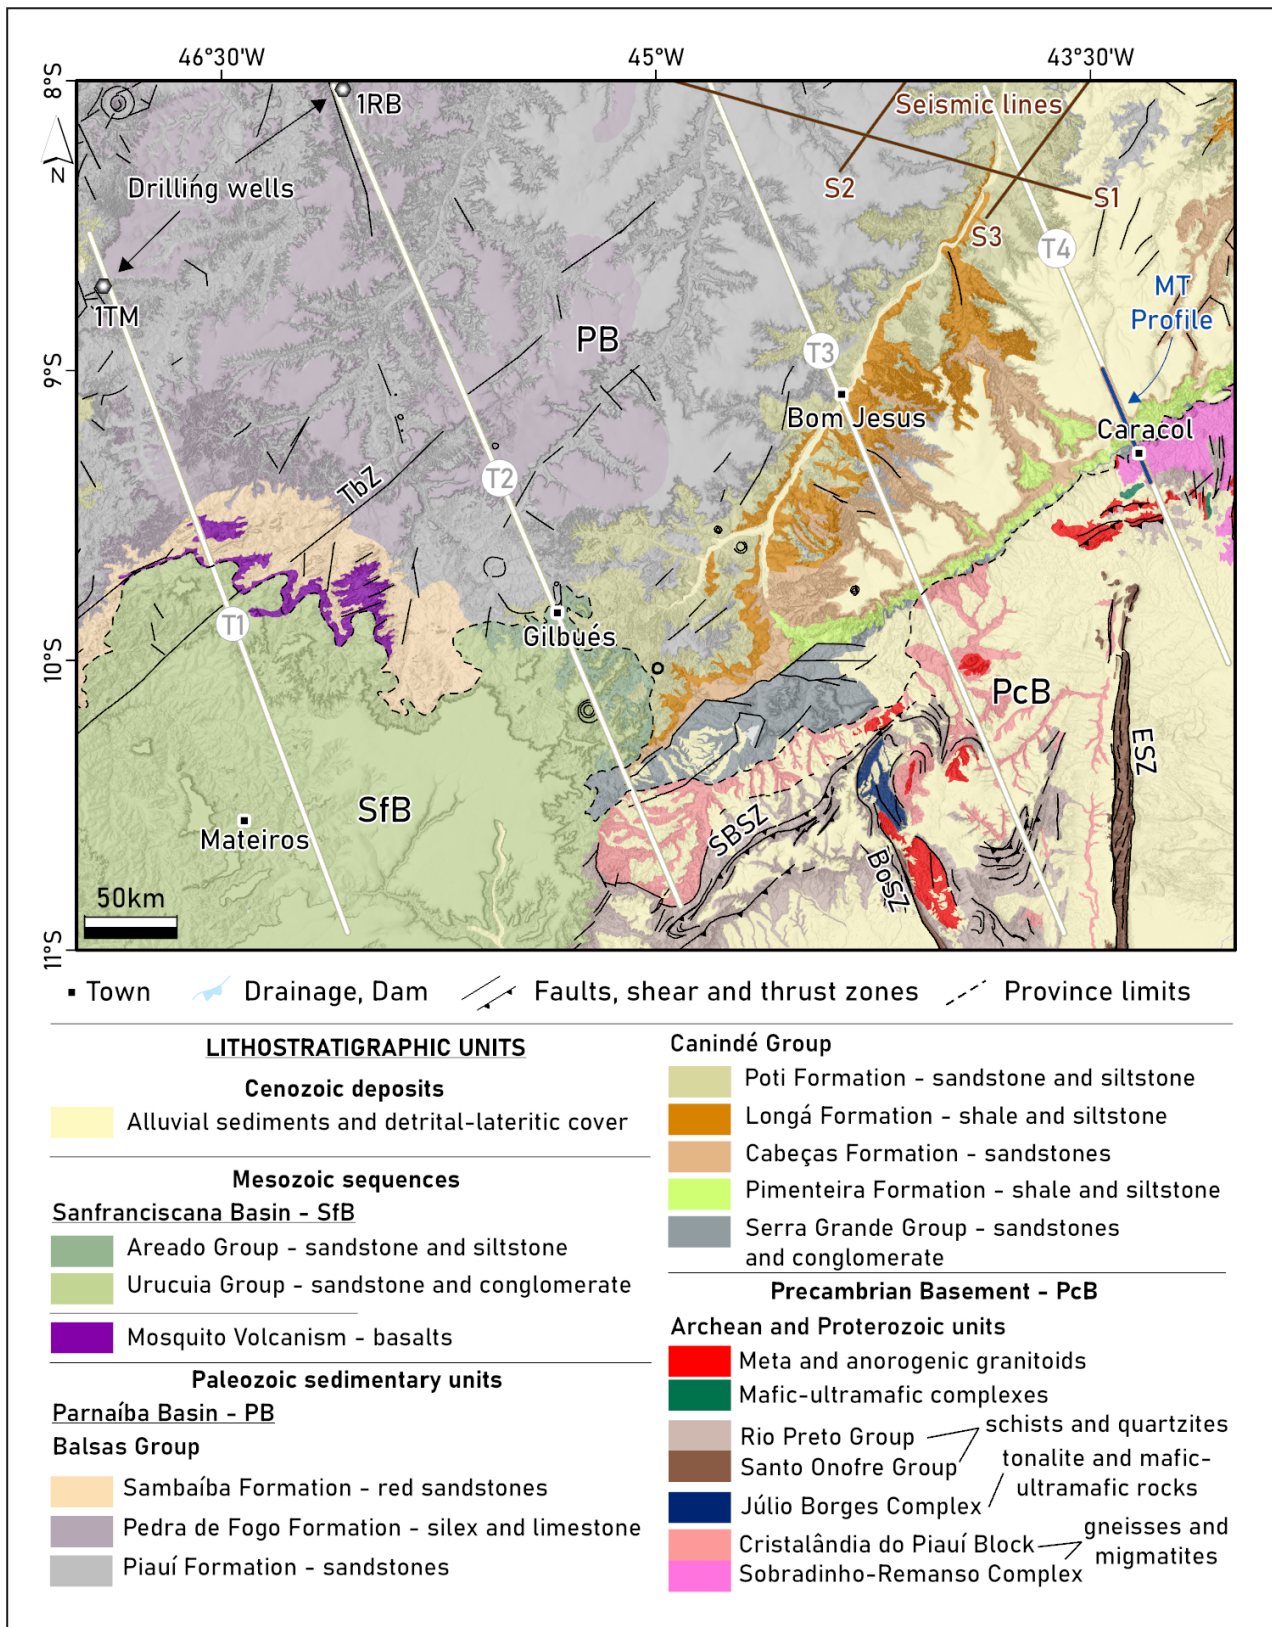 46°30'W
45°W
43°30'W
8°S
9°S
10°S
11°S
N
1RB
Drilling wells
1TM
Seismic lines
S2
S1
S3
T4
MT
Profile
PB
T3
Bom Jesus
Caracol
TbZ
T2
T1
Gilbués
PcB
ESZ
SfB
Mateiros
SBSZ
BoSZ
50km
Town
Drainage, Dam
Faults, shear and thrust zones
Province limits
LITHOSTRATIGRAPHIC UNITS
Cenozoic deposits
Alluvial sediments and detrital-lateritic cover
Mesozoic sequences
Sanfranciscana Basin - SfB
Areado Group - sandstone and siltstone
Urucuia Group - sandstone and conglomerate
Mosquito Volcanism - basalts
Paleozoic sedimentary units
Parnaíba Basin - PB
Balsas Group
Sambaíba Formation - red sandstones
Pedra de Fogo Formation - silex and limestone
Piauí Formation - sandstones
Canindé Group
Poti Formation - sandstone and siltstone
Longá Formation - shale and siltstone
Cabeças Formation - sandstones
Pimenteira Formation - shale and siltstone
Serra Grande Group - sandstones
and conglomerate
Precambrian Basement - PcB
Archean and Proterozoic units
Meta and anorogenic granitoids
Mafic-ultramafic complexes
Rio Preto Group
schists and quartzites
Santo Onofre Group
tonalite and mafic-
ultramafic rocks
Júlio Borges Complex
Cristalândia do Piauí Block
gneisses and
migmatites
Sobradinho-Remanso Complex